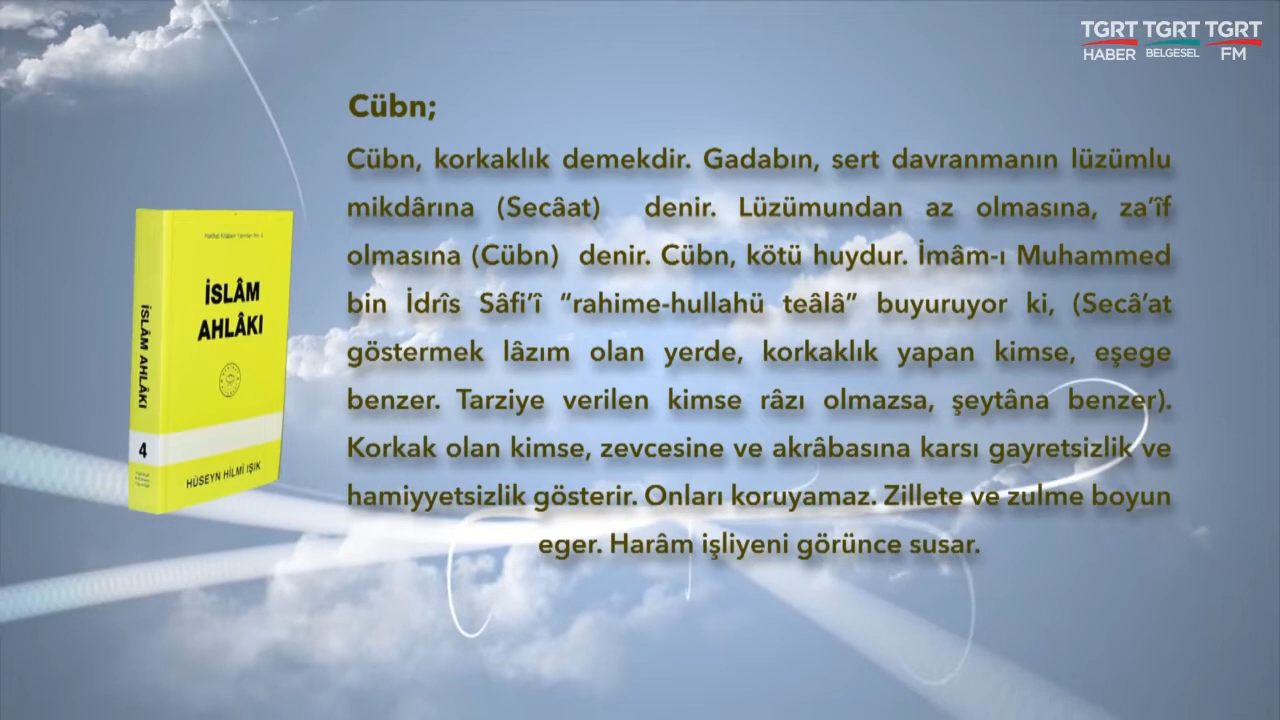 TGRT TGRT TGRT
HABER BELGESEL FM
Cübn;
Cübn, korkaklık demekdir. Gadabın, sert davranmanın lüzümlu
mikdârına (Secâat) denir. Lüzümundan az olmasına, za’îf
olmasına (Cübn) denir. Cübn, kötü huydur. İmâm-ı Muhammed
bin İdrîs Sâfi’î “rahime-hullahü teâlâ” buyuruyor ki, (Secâ’at
göstermek lâzım olan yerde, korkaklık yapan kimse, eşege
benzer. Tarziye verilen kimse râzı olmazsa, şeytâna benzer).
Korkak olan kimse, zevcesine ve akrâbasına karsı gayretsizlik ve
hamiyyetsizlik gösterir. Onları koruyamaz. Zillete ve zulme boyun
eger. Harâm işliyeni görünce susar.
İSLÂM
AHLÂKI
HÜSEYN HİLMİ IŞIK
İSLÂM AHLÂKI
4